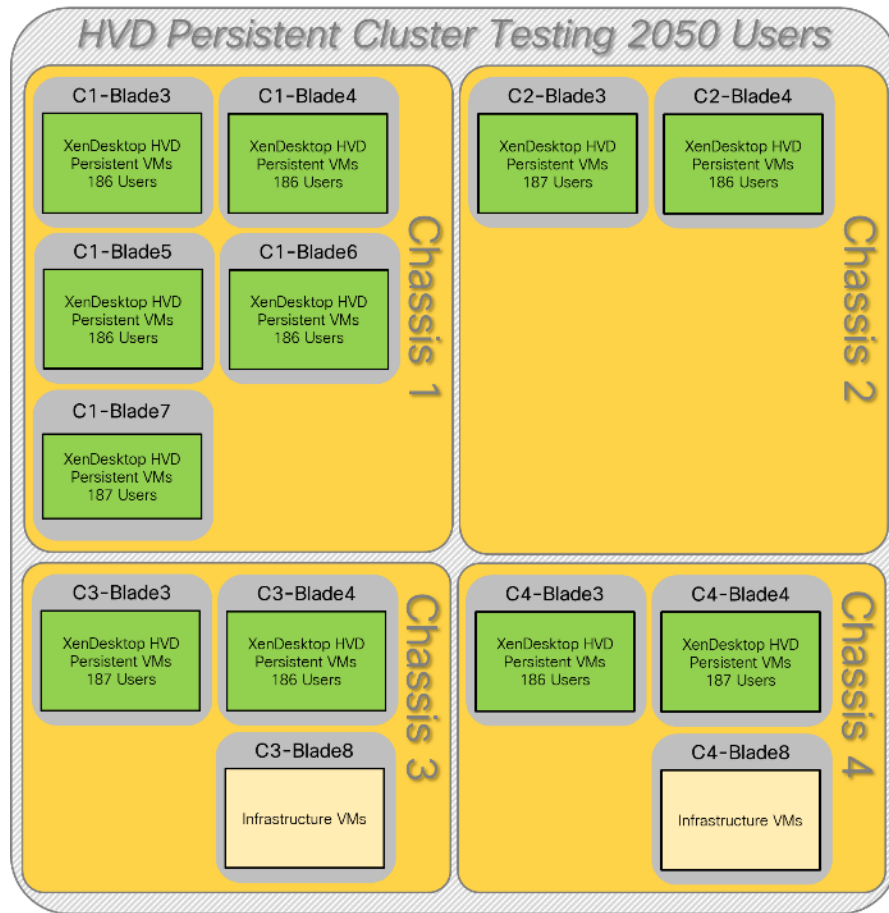 HVD Persistent Cluster Testing 2050 Users
C1-Blade3
XenDesktop HVD
Persistent VMs
186 Users
C1-Blade4
XenDesktop HVD
Persistent VMs
186 Users
C1-Blade5
XenDesktop HVD
Persistent VMs
186 Users
C1-Blade6
XenDesktop HVD
Persistent VMs
186 Users
C1-Blade7
XenDesktop HVD
Persistent VMs
187 Users
Chassis 1
C2-Blade3
XenDesktop HVD
Persistent VMs
187 Users
C2-Blade4
XenDesktop HVD
Persistent VMs
186 Users
Chassis 2
C3-Blade3
XenDesktop HVD
Persistent VMs
187 Users
C3-Blade4
XenDesktop HVD
Persistent VMs
186 Users
C3-Blade8
Infrastructure VMs
Chassis 3
C4-Blade3
XenDesktop HVD
Persistent VMs
186 Users
C4-Blade4
XenDesktop HVD
Persistent VMs
187 Users
C4-Blade8
Infrastructure VMs
Chassis 4